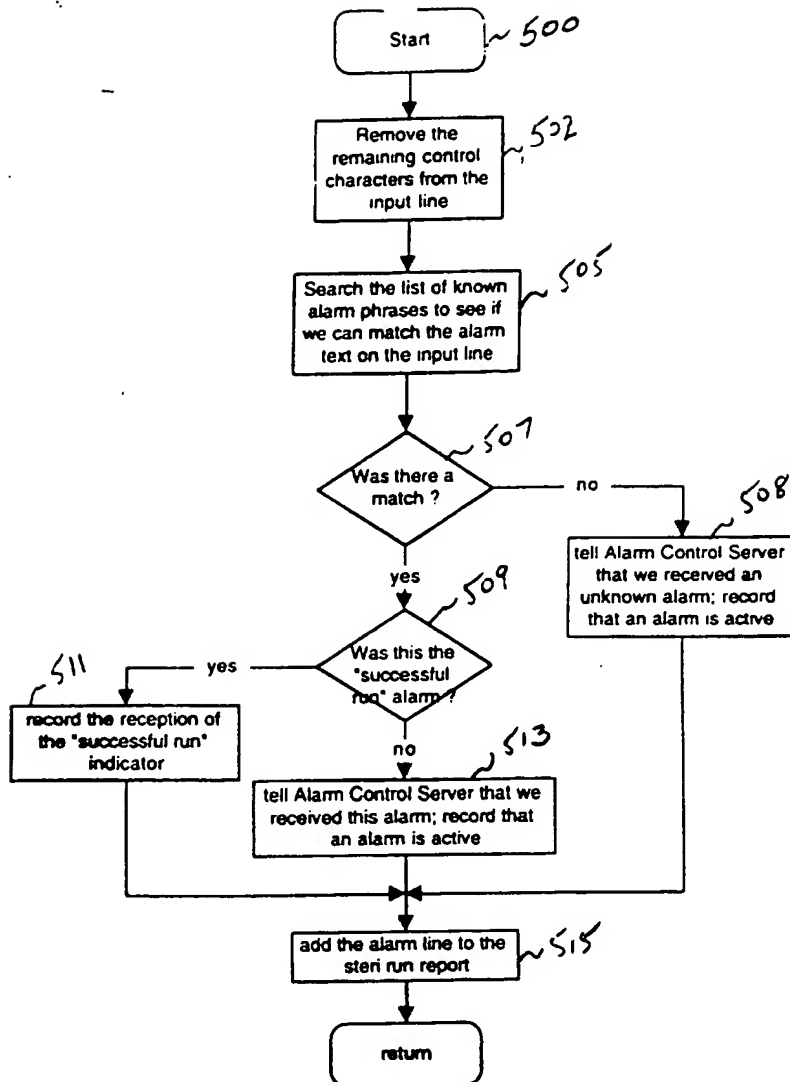 Start
500
Remove the
remaining control
characters from the
input line
502
Search the list of known
alarm phrases to see if
we can match the alarm
text on the input line
505
Was there a
match ?
507
no
yes
tell Alarm Control Server
that we received an
unknown alarm; record
that an alarm is active
508
Was this the
"successful
run" alarm ?
509
yes
no
record the reception of
the "successful run"
indicator
511
tell Alarm Control Server that we
received this alarm; record that
an alarm is active
513
add the alarm line to the
steri run report
515
return